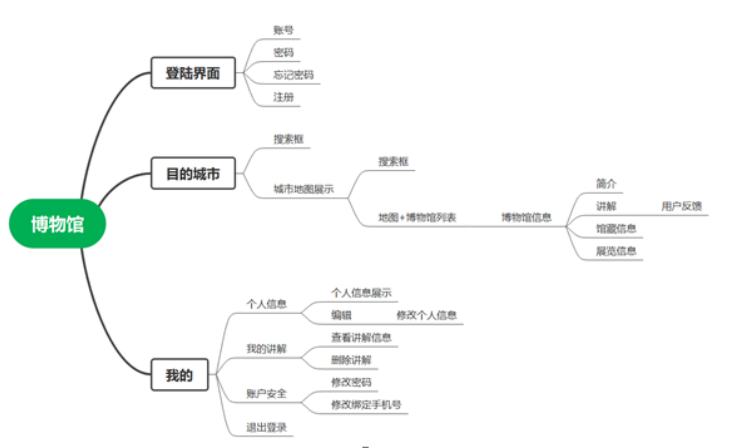 博物馆
登陆界面
账号
密码
忘记密码
注册
目的城市
搜索框
城市地图展示
搜索框
地图+博物馆列表
博物馆信息
简介
讲解
用户反馈
馆藏信息
展览信息
我的
个人信息
个人信息展示
编辑
修改个人信息
我的讲解
查看讲解信息
删除讲解
账户安全
修改密码
修改绑定手机号
退出登录